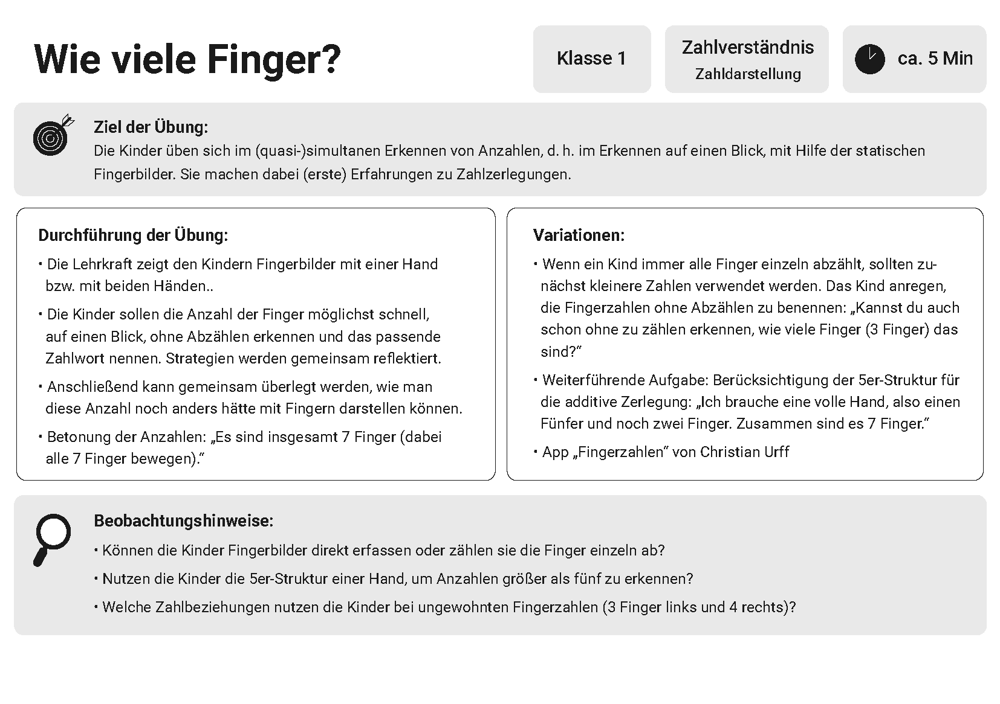 Wie viele Finger?
Klasse 1
Zahlverständnis
Zahldarstellung
ca. 5 Min
Ziel der Übung:
Die Kinder üben sich im (quasi-)simultanen Erkennen von Anzahlen, d. h. im Erkennen auf einen Blick, mit Hilfe der statischen
Fingerbilder. Sie machen dabei (erste) Erfahrungen zu Zahlzerlegungen.
Durchführung der Übung:
• Die Lehrkraft zeigt den Kindern Fingerbilder mit einer Hand
bzw. mit beiden Händen..
• Die Kinder sollen die Anzahl der Finger möglichst schnell,
auf einen Blick, ohne Abzählen erkennen und das passende
Zahlwort nennen. Strategien werden gemeinsam reflektiert.
• Anschließend kann gemeinsam überlegt werden, wie man
diese Anzahl noch anders hätte mit Fingern darstellen können.
• Betonung der Anzahlen: „Es sind insgesamt 7 Finger (dabei
alle 7 Finger bewegen).“
Variationen:
• Wenn ein Kind immer alle Finger einzeln abzählt, sollten zu-
nächst kleinere Zahlen verwendet werden. Das Kind anregen,
die Fingerzahlen ohne Abzählen zu benennen: „Kannst du auch
schon ohne zu zählen erkennen, wie viele Finger (3 Finger) das
sind?“
• Weiterführende Aufgabe: Berücksichtigung der 5er-Struktur für
die additive Zerlegung: „Ich brauche eine volle Hand, also einen
Fünfer und noch zwei Finger. Zusammen sind es 7 Finger.“
• App „Fingerzahlen“ von Christian Urff
Beobachtungshinweise:
• Können die Kinder Fingerbilder direkt erfassen oder zählen sie die Finger einzeln ab?
• Nutzen die Kinder die 5er-Struktur einer Hand, um Anzahlen größer als fünf zu erkennen?
• Welche Zahlbeziehungen nutzen die Kinder bei ungewohnten Fingerzahlen (3 Finger links und 4 rechts)?